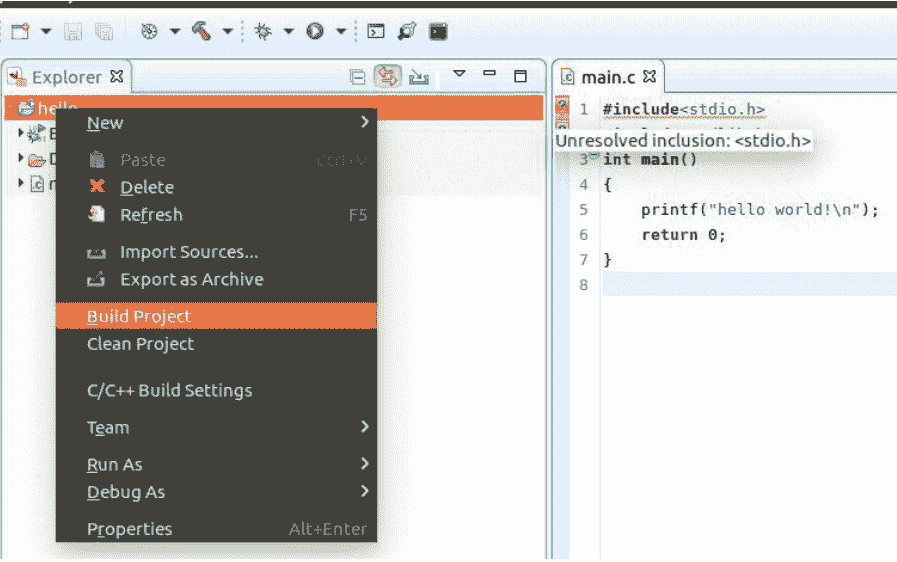 Explorer
hello
New
Paste Ctrl+V
Delete
Refresh F5
Import Sources...
Export as Archive
Build Project
Clean Project
C/C++ Build Settings
Team
Run As
Debug As
Properties Alt+Enter
main.c
1 #include<stdio.h>
Unresolved inclusion: <stdio.h>
3 int main()
4 {
5 printf("hello world!\n");
6 return 0;
7 }
8